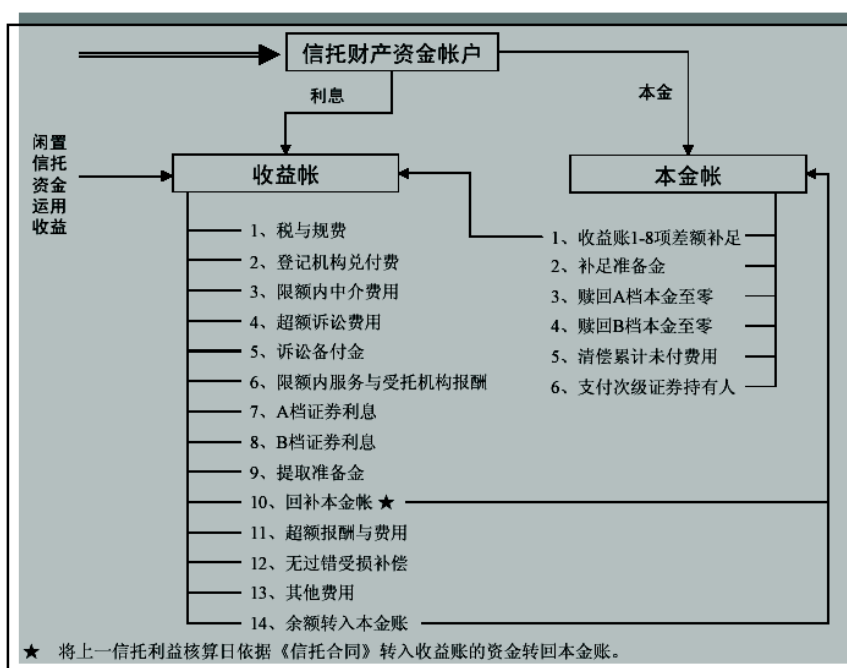 信托财产资金帐户
利息
本金
闲置
信托
资金
运用
收益
收益帐
本金帐
1、税与规费
2、登记机构兑付费
3、限额内中介费用
4、超额诉讼费用
5、诉讼备付金
6、限额内服务与受托机构报酬
7、A档证券利息
8、B档证券利息
9、提取准备金
10、回补本金帐 ★
11、超额报酬与费用
12、无过错受损补偿
13、其他费用
14、余额转入本金账
1、收益账1-8项差额补足
2、补足准备金
3、赎回A档本金至零
4、赎回B档本金至零
5、清偿累计未付费用
6、支付次级证券持有人
★ 将上一信托利益核算日依据《信托合同》转入收益账的资金转回本金账。